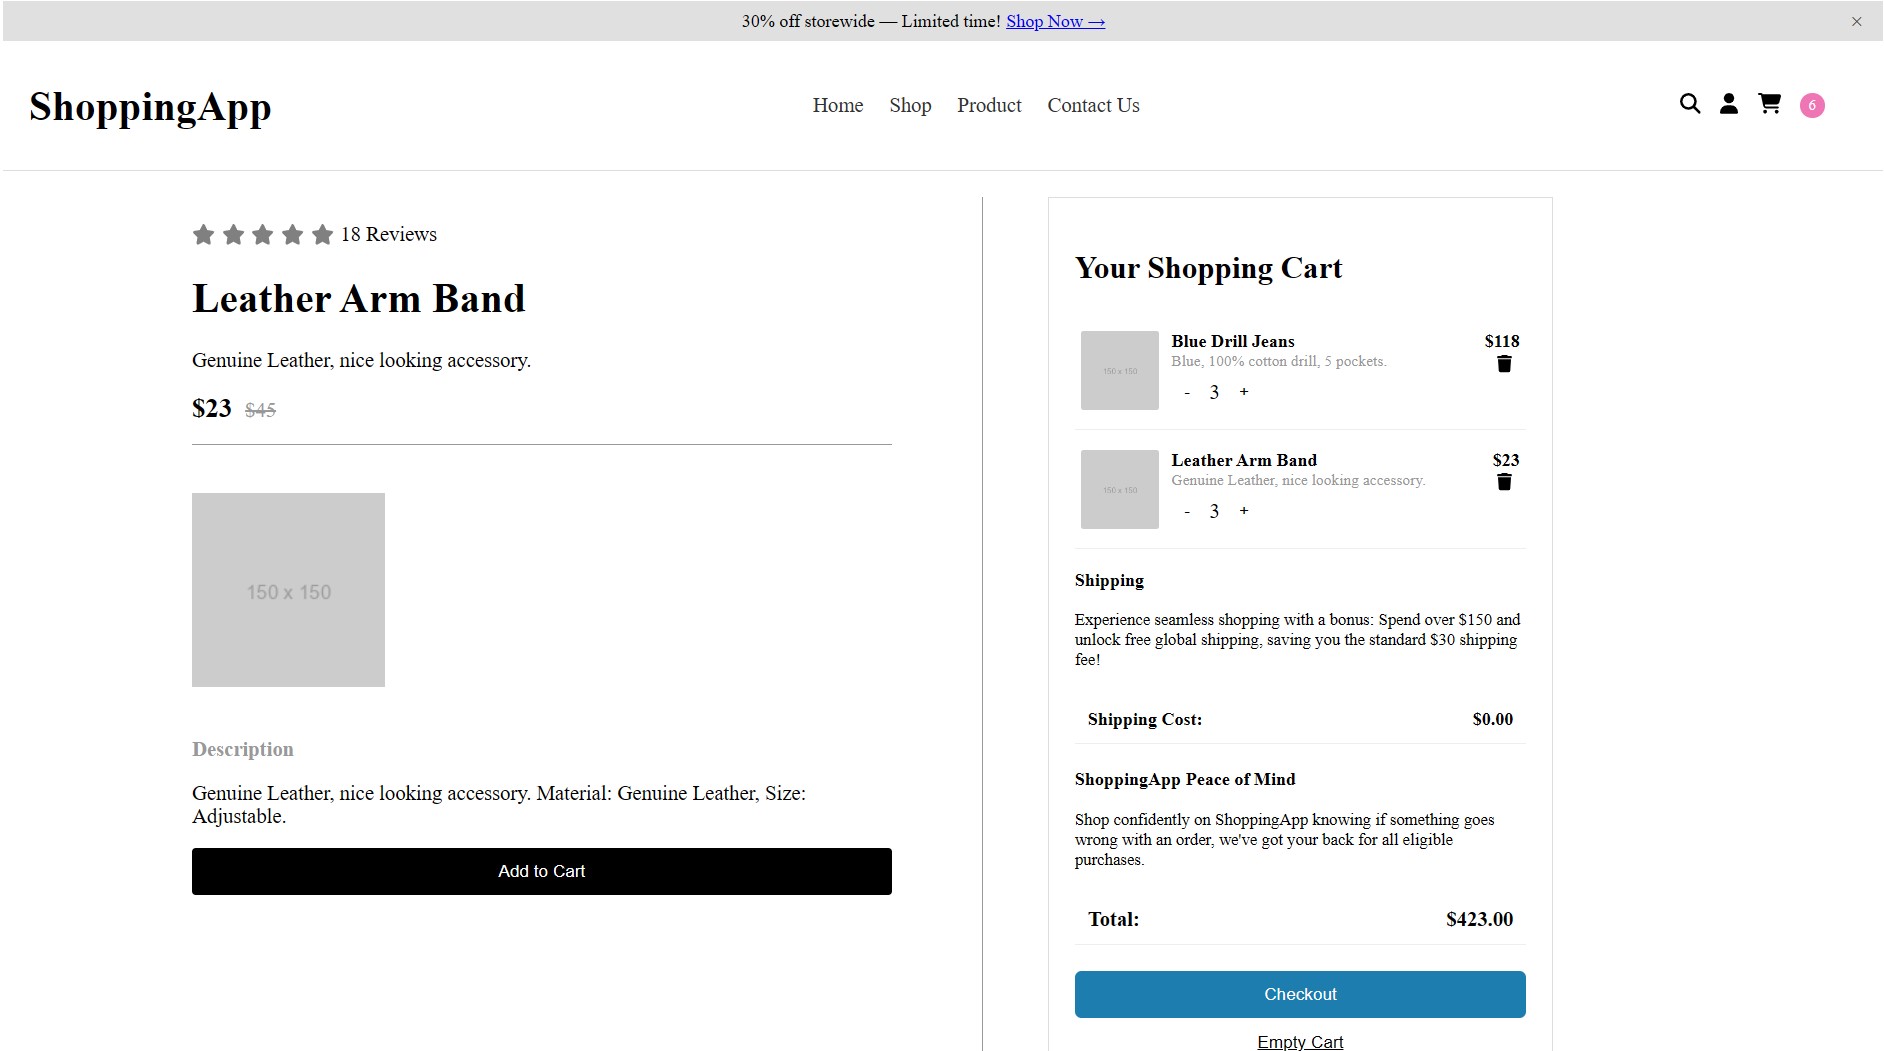 30% off storewide — Limited time! Shop Now →
×
ShoppingApp
Home Shop Product Contact Us
6
18 Reviews
Leather Arm Band
Genuine Leather, nice looking accessory.
$23 $45
150 x 150
Description
Genuine Leather, nice looking accessory. Material: Genuine Leather, Size:
Adjustable.
Add to Cart
Your Shopping Cart
150 x 150
Blue Drill Jeans $118
Blue, 100% cotton drill, 5 pockets.
- 3 +
150 x 150
Leather Arm Band $23
Genuine Leather, nice looking accessory.
- 3 +
Shipping
Experience seamless shopping with a bonus: Spend over $150 and
unlock free global shipping, saving you the standard $30 shipping
fee!
Shipping Cost: $0.00
ShoppingApp Peace of Mind
Shop confidently on ShoppingApp knowing if something goes
wrong with an order, we've got your back for all eligible
purchases.
Total: $423.00
Checkout
Empty Cart